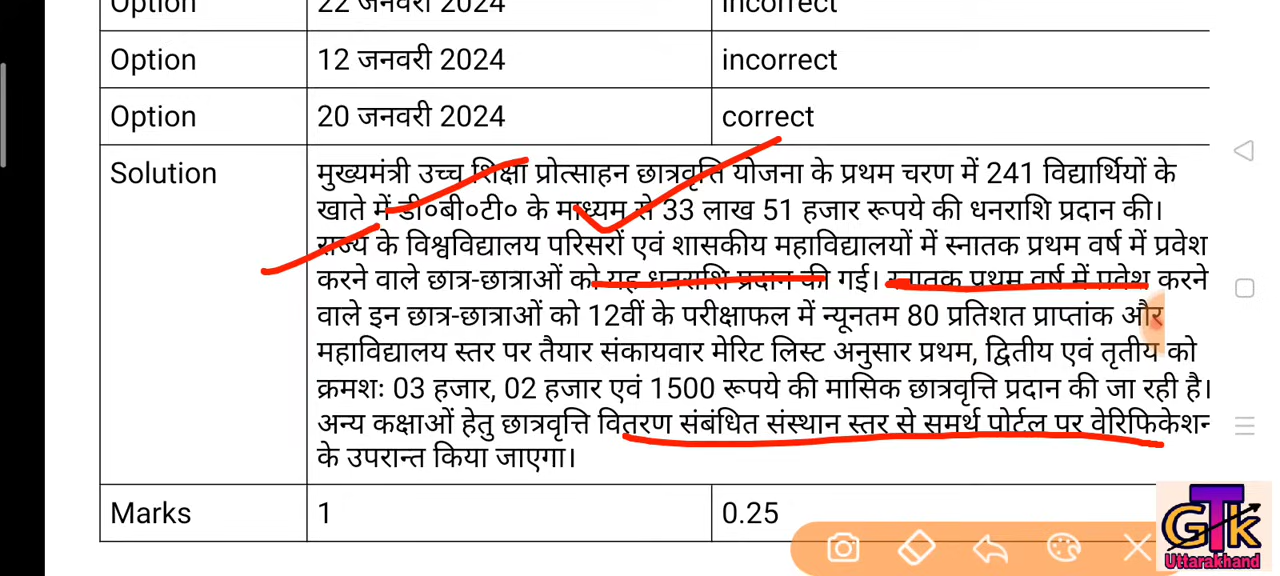 Option 22 जनवरी 2024 incorrect
Option 12 जनवरी 2024 incorrect
Option 20 जनवरी 2024 correct
Solution मुख्यमंत्री उच्च शिक्षा प्रोत्साहन छात्रवृत्ति योजना के प्रथम चरण में 241 विद्यार्थियों के
खाते में डी०बी०टी० के माध्यम से 33 लाख 51 हजार रूपये की धनराशि प्रदान की।
राज्य के विश्वविद्यालय परिसरों एवं शासकीय महाविद्यालयों में स्नातक प्रथम वर्ष में प्रवेश
करने वाले छात्र-छात्राओं को यह धनराशि प्रदान की गई। स्नातक प्रथम वर्ष में प्रवेश करने
वाले इन छात्र-छात्राओं को 12वीं के परीक्षाफल में न्यूनतम 80 प्रतिशत प्राप्तांक और
महाविद्यालय स्तर पर तैयार संकायवार मेरिट लिस्ट अनुसार प्रथम, द्वितीय एवं तृतीय को
क्रमशः 03 हजार, 02 हजार एवं 1500 रूपये की मासिक छात्रवृत्ति प्रदान की जा रही है।
अन्य कक्षाओं हेतु छात्रवृत्ति वितरण संबंधित संस्थान स्तर से समर्थ पोर्टल पर वेरिफिकेशन
के उपरान्त किया जाएगा।
Marks 1 0.25
GTK
Uttarakhand